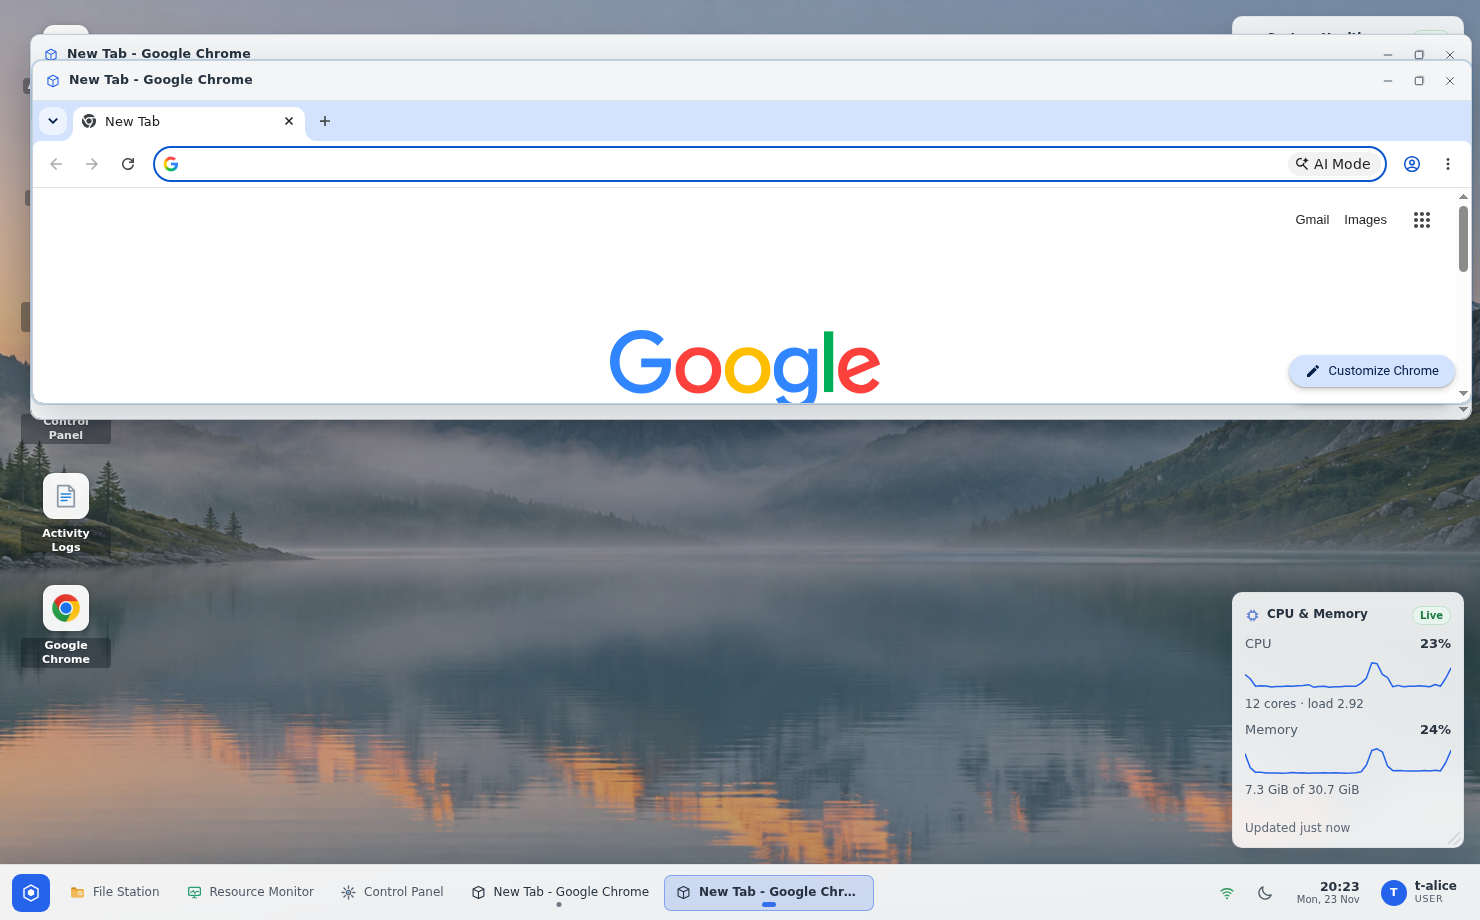 New Tab - Google Chrome
New Tab - Google Chrome
New Tab
AI Mode
Gmail Images
Google
Customize Chrome
Control
Panel
Activity
Logs
Google
Chrome
CPU & Memory Live
CPU 23%
12 cores · load 2.92
Memory 24%
7.3 GiB of 30.7 GiB
Updated just now
File Station
Resource Monitor
Control Panel
New Tab - Google Chrome
New Tab - Google Chr...
20:23
Mon, 23 Nov
T
t-alice
USER